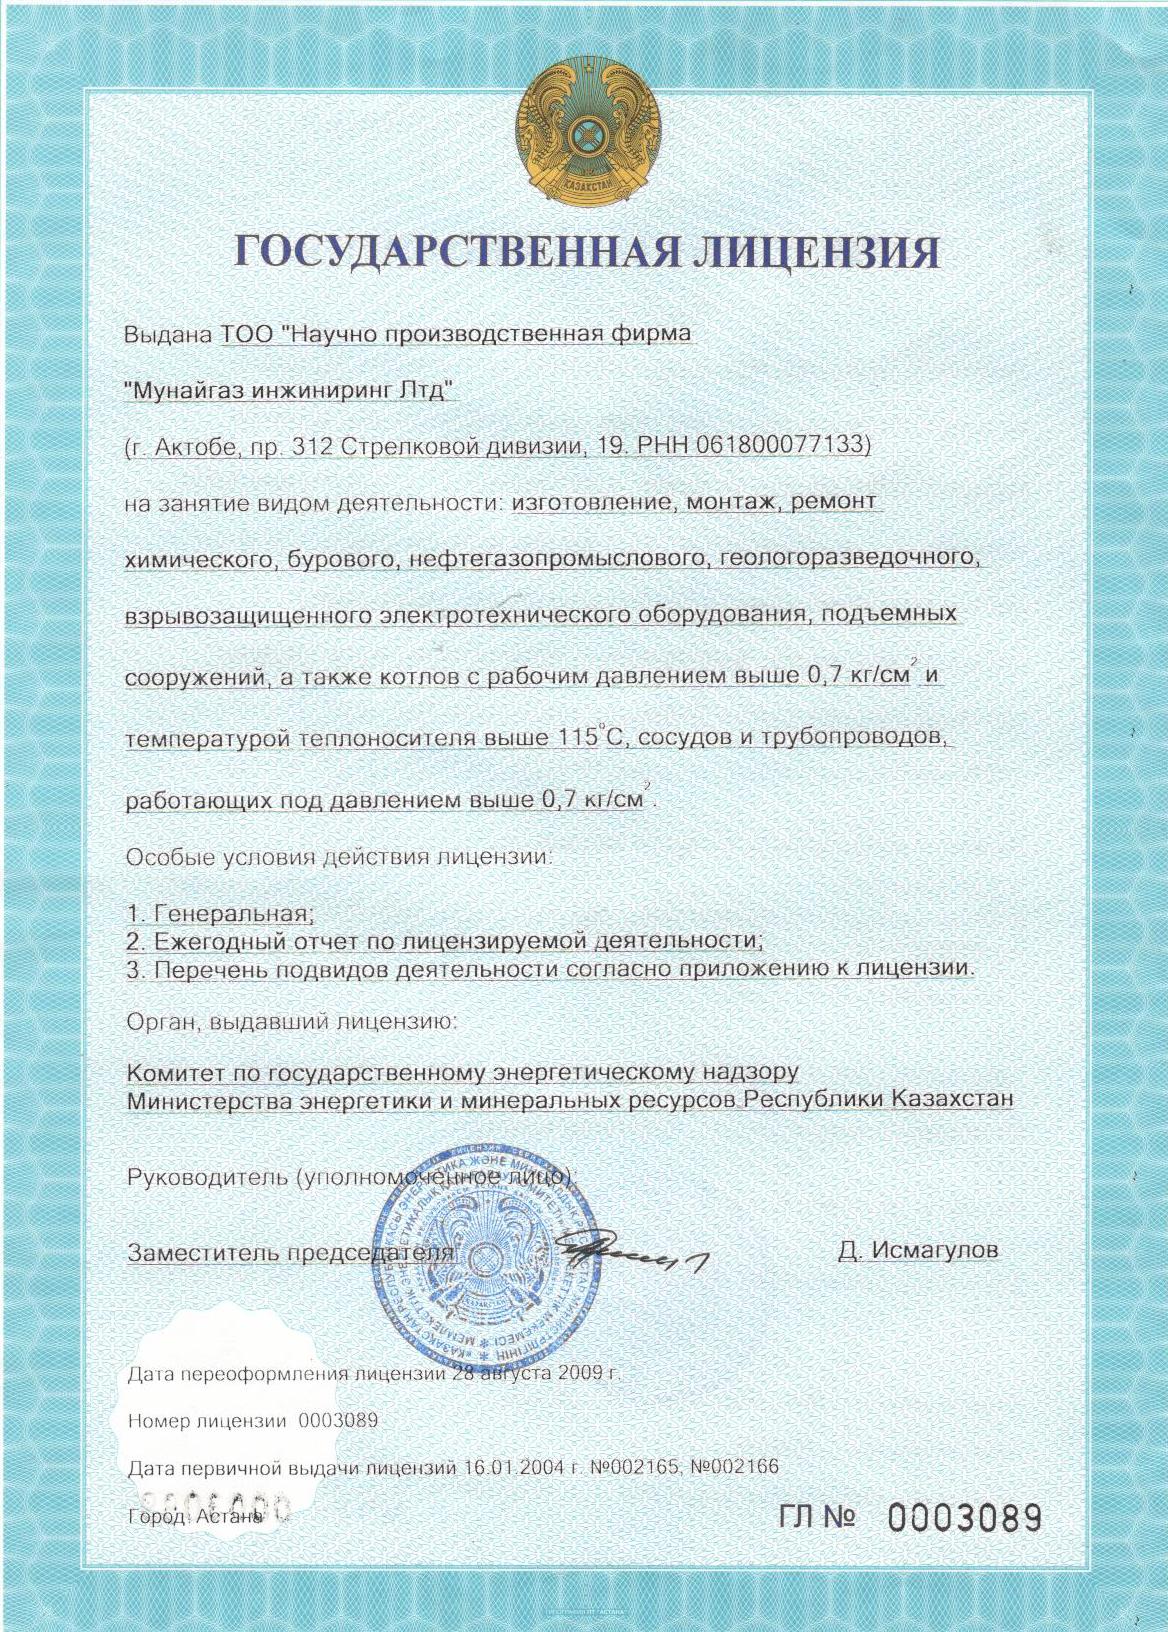 ҚАЗАҚСТАН
ГОСУДАРСТВЕННАЯ ЛИЦЕНЗИЯ
Выдана ТОО "Научно производственная фирма
"Мунайгаз инжиниринг Лтд"
(г. Актобе, пр. 312 Стрелковой дивизии, 19. РНН 061800077133)
на занятие видом деятельности: изготовление, монтаж, ремонт
химического, бурового, нефтегазопромыслового, геологоразведочного,
взрывозащищенного электротехнического оборудования, подъемных
сооружений, а также котлов с рабочим давлением выше 0,7 кг/см² и
температурой теплоносителя выше 115°С, сосудов и трубопроводов,
работающих под давлением выше 0,7 кг/см².
Особые условия действия лицензии:
1. Генеральная;
2. Ежегодный отчет по лицензируемой деятельности;
3. Перечень подвидов деятельности согласно приложению к лицензии.
Орган, выдавший лицензию:
Комитет по государственному энергетическому надзору
Министерства энергетики и минеральных ресурсов Республики Казахстан
Руководитель (уполномоченное лицо):
Заместитель председателя
Д. Исмагулов
Дата переоформления лицензии 28 августа 2009 г.
Номер лицензии 0003089
Дата первичной выдачи лицензий 16.01.2004 г. №002165, №002166
Город Астана
ГЛ № 0003089